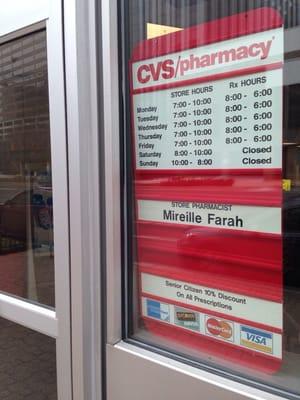 CVS/pharmacy
STORE HOURS Rx HOURS
Monday 7:00 - 10:00 8:00 - 6:00
Tuesday 7:00 - 10:00 8:00 - 6:00
Wednesday 7:00 - 10:00 8:00 - 6:00
Thursday 7:00 - 10:00 8:00 - 6:00
Friday 7:00 - 10:00 8:00 - 6:00
Saturday 8:00 - 10:00 Closed
Sunday 10:00 - 8:00 Closed
STORE PHARMACIST
Mireille Farah
Senior Citizen 10% Discount
On All Prescriptions
MasterCard
VISA